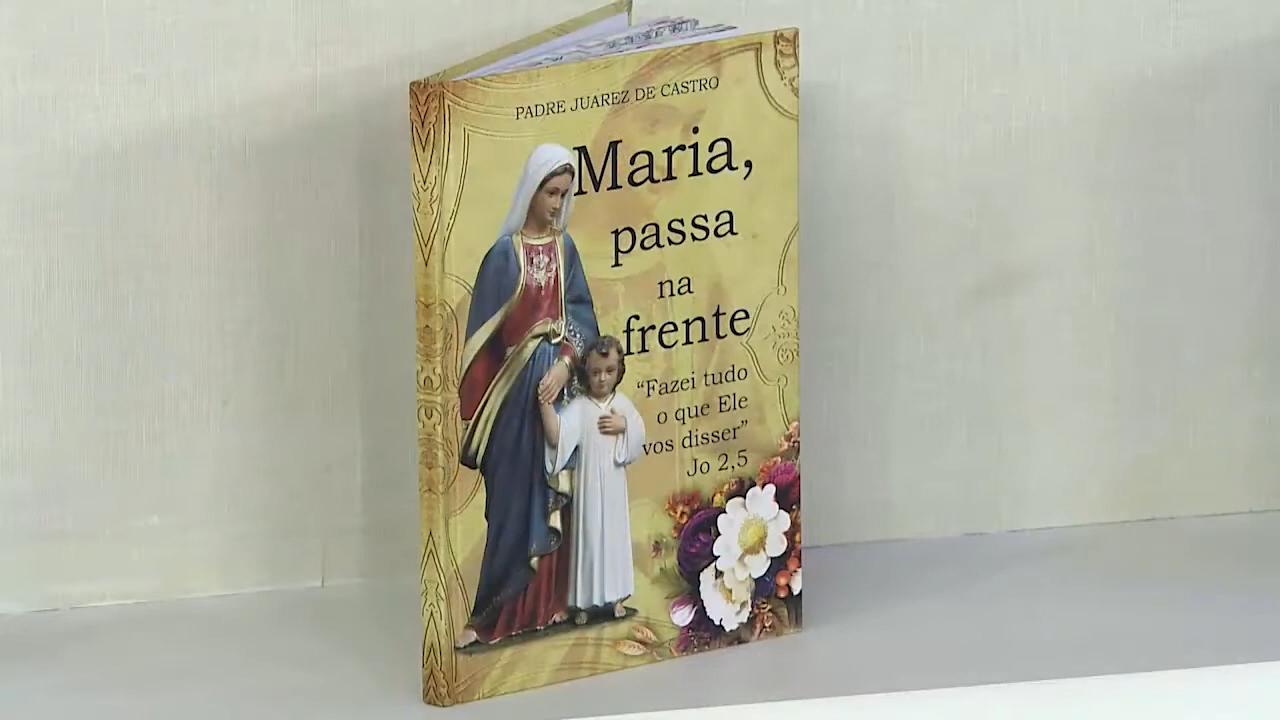 PADRE JUAREZ DE CASTRO
Maria,
passa
na
frente
“Fazei tudo
o que Ele
vos disser”
Jo 2,5